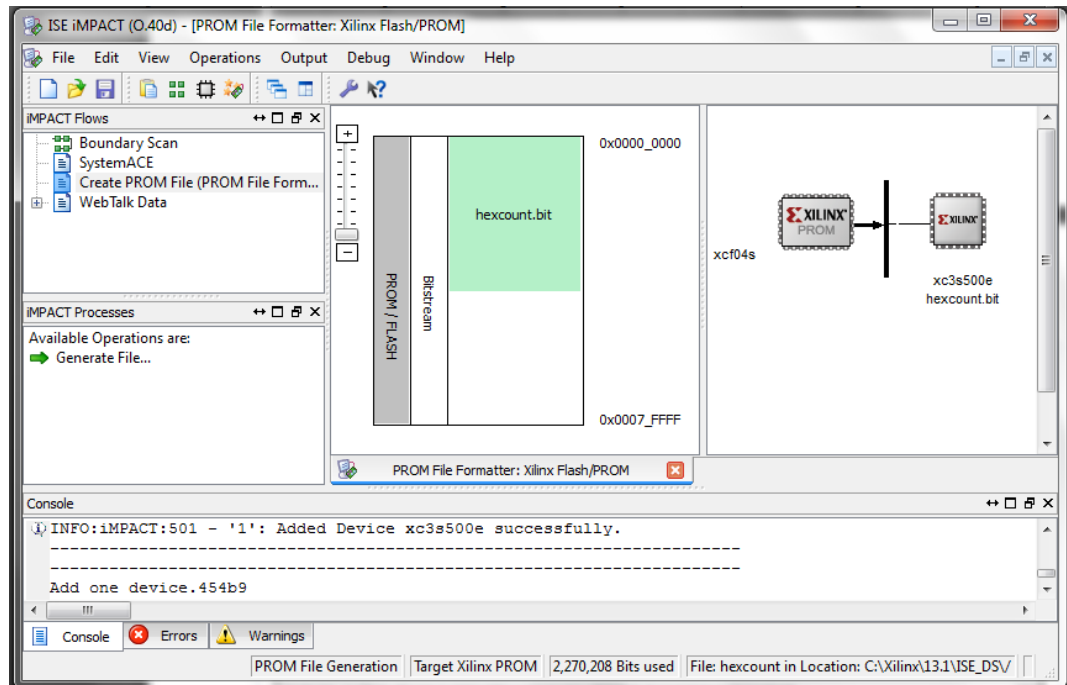 ISE iMPACT (O.40d) - [PROM File Formatter: Xilinx Flash/PROM]
File Edit View Operations Output Debug Window Help
iMPACT Flows
Boundary Scan
SystemACE
Create PROM File (PROM File Form...
WebTalk Data
iMPACT Processes
Available Operations are:
Generate File...
PROM / FLASH
Bitstream
hexcount.bit
0x0000_0000
0x0007_FFFF
XILINX
PROM
xcf04s
XILINX
xc3s500e
hexcount.bit
PROM File Formatter: Xilinx Flash/PROM
Console
INFO:iMPACT:501 - '1': Added Device xc3s500e successfully.
----------------------------------------------------------------------
----------------------------------------------------------------------
Add one device.454b9
Console Errors Warnings
PROM File Generation Target Xilinx PROM 2,270,208 Bits used File: hexcount in Location: C:\Xilinx\13.1\ISE_DS\/